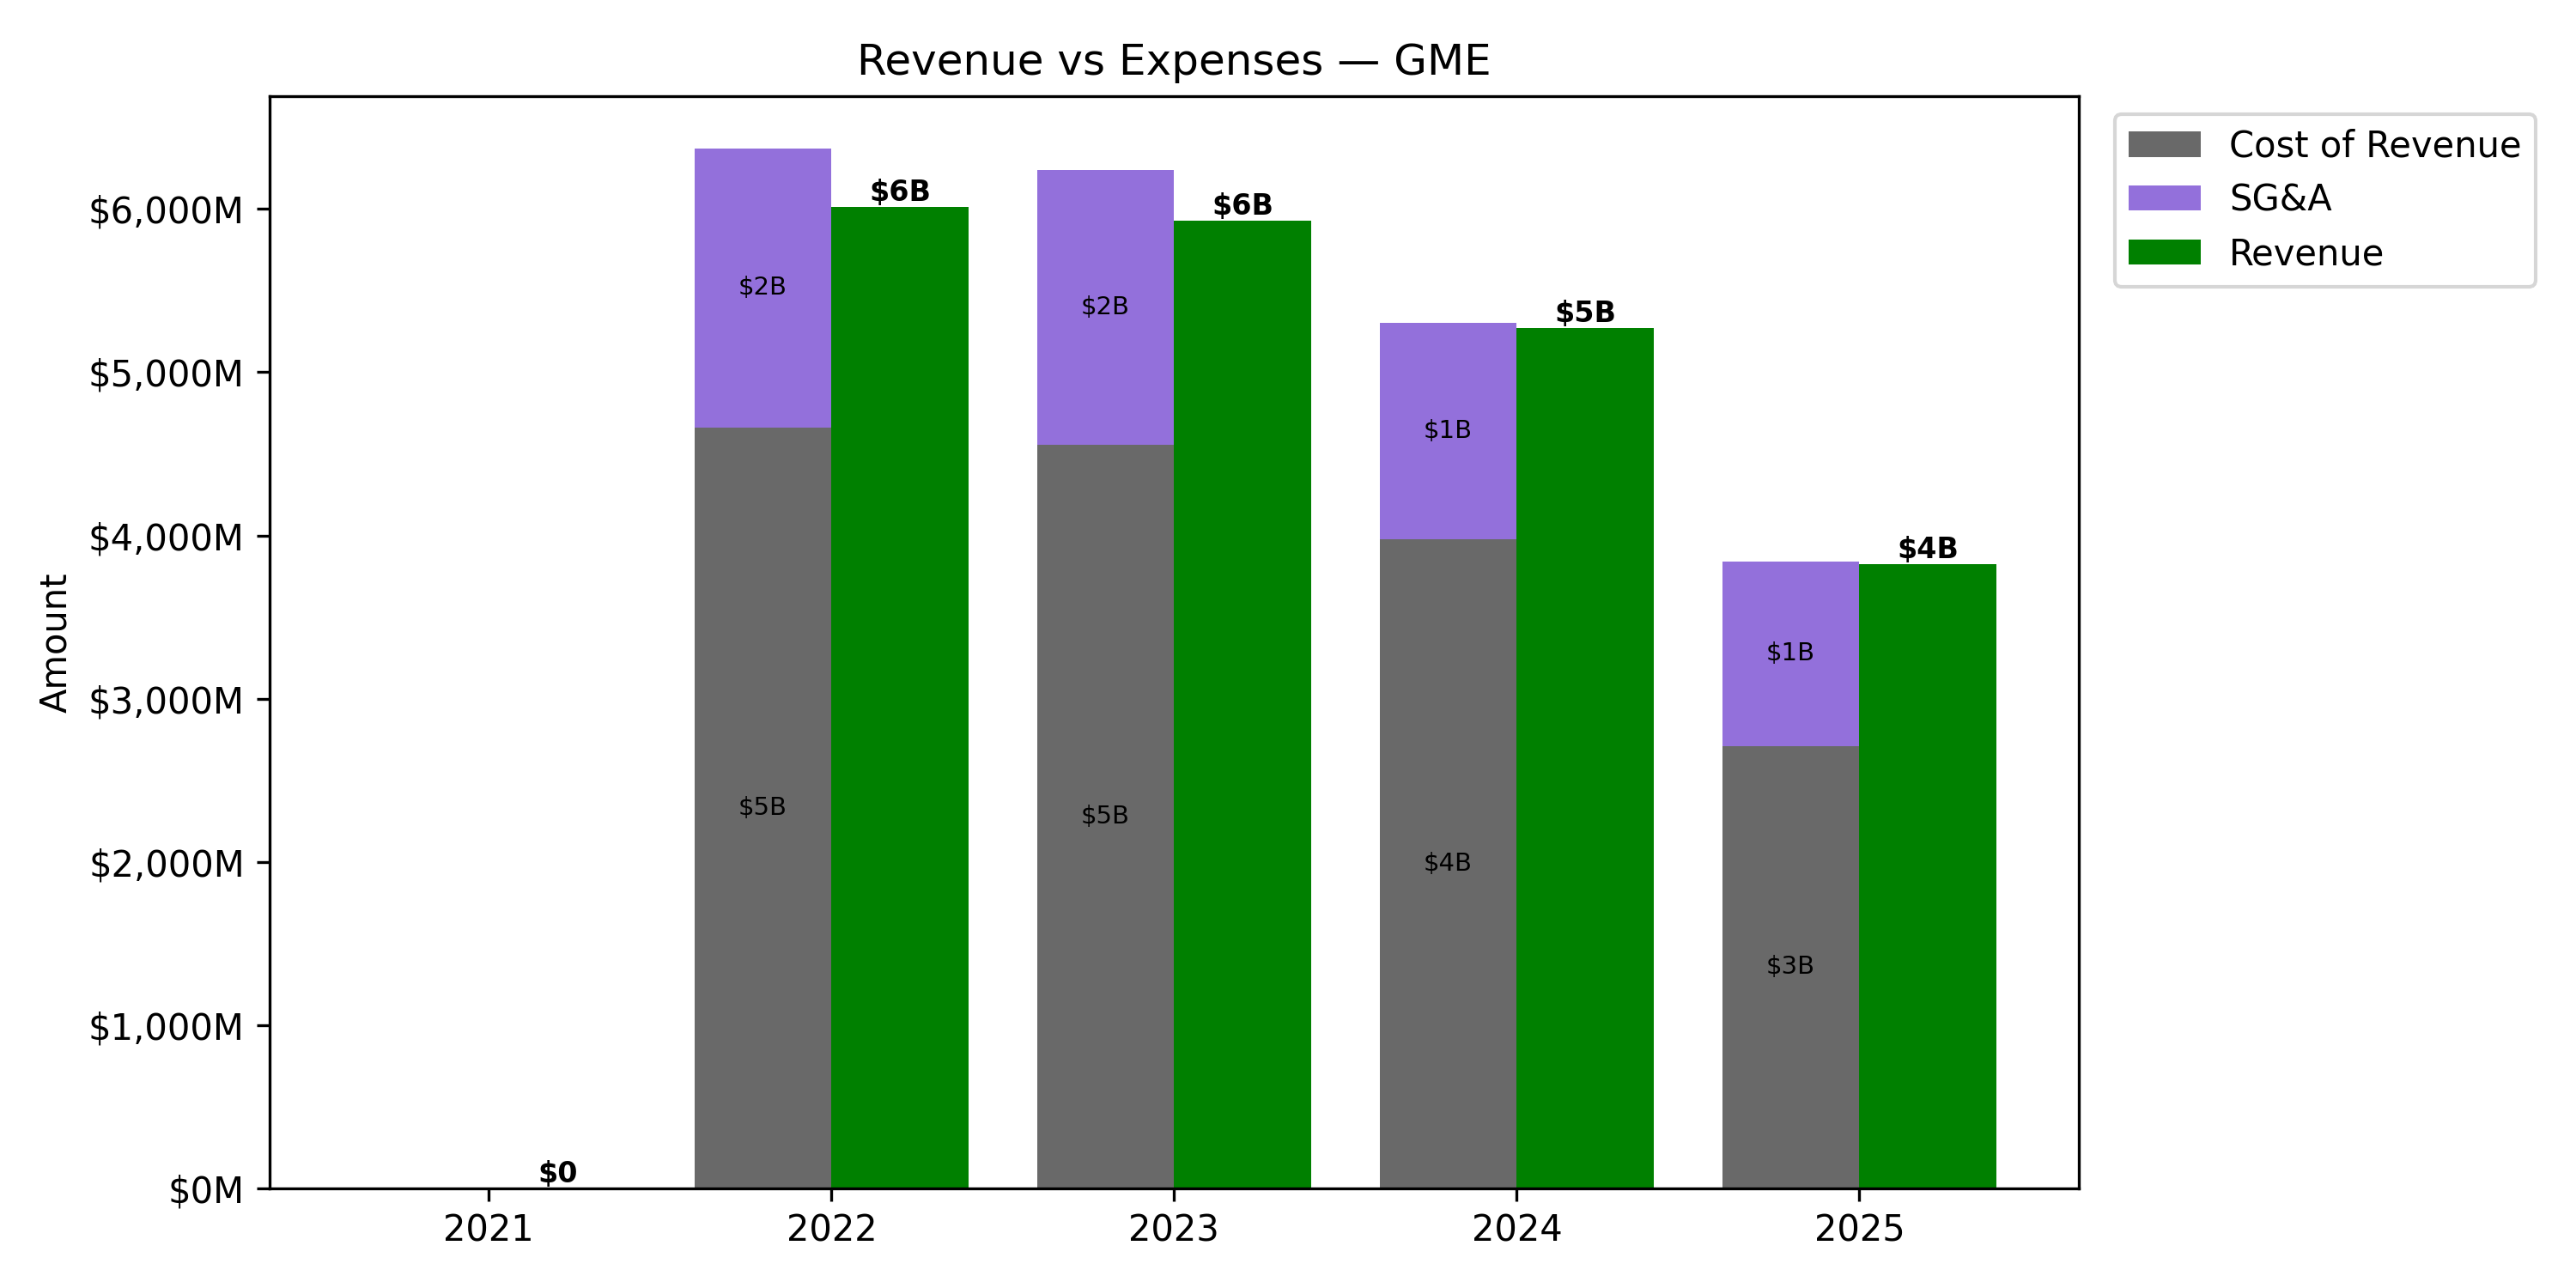 Revenue vs Expenses — GME
Cost of Revenue
SG&A
Revenue
Amount
$6,000M
$5,000M
$4,000M
$3,000M
$2,000M
$1,000M
$0M
$0
$2B
$5B
$6B
$2B
$5B
$6B
$1B
$4B
$5B
$1B
$3B
$4B
2021
2022
2023
2024
2025